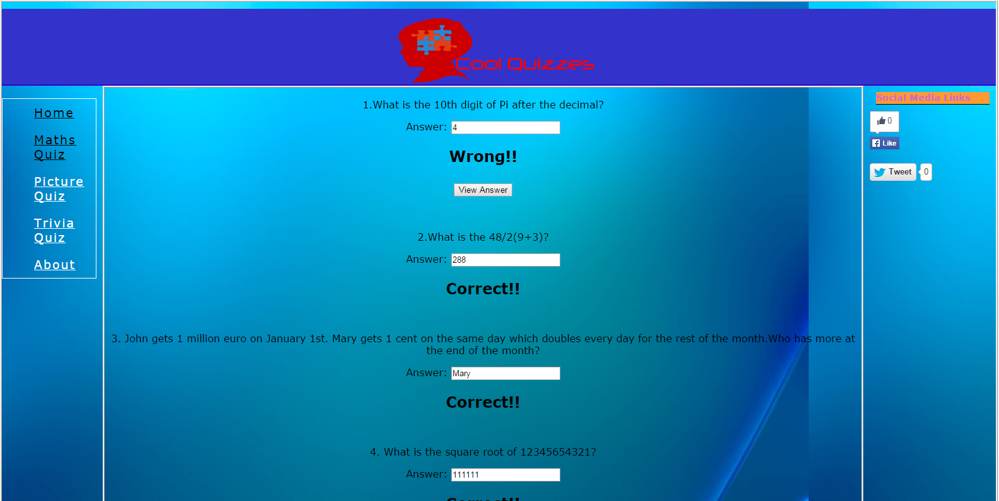 Cool Quizzes
Home
Maths
Quiz
Picture
Quiz
Trivia
Quiz
About
1.What is the 10th digit of Pi after the decimal?
Answer: 4
Wrong!!
View Answer
2.What is the 48/2(9+3)?
Answer: 288
Correct!!
3. John gets 1 million euro on January 1st. Mary gets 1 cent on the same day which doubles every day for the rest of the month.Who has more at
the end of the month?
Answer: Mary
Correct!!
4. What is the square root of 12345654321?
Answer: 111111
Correct!!
Social Media Links
0
Like
Tweet 0